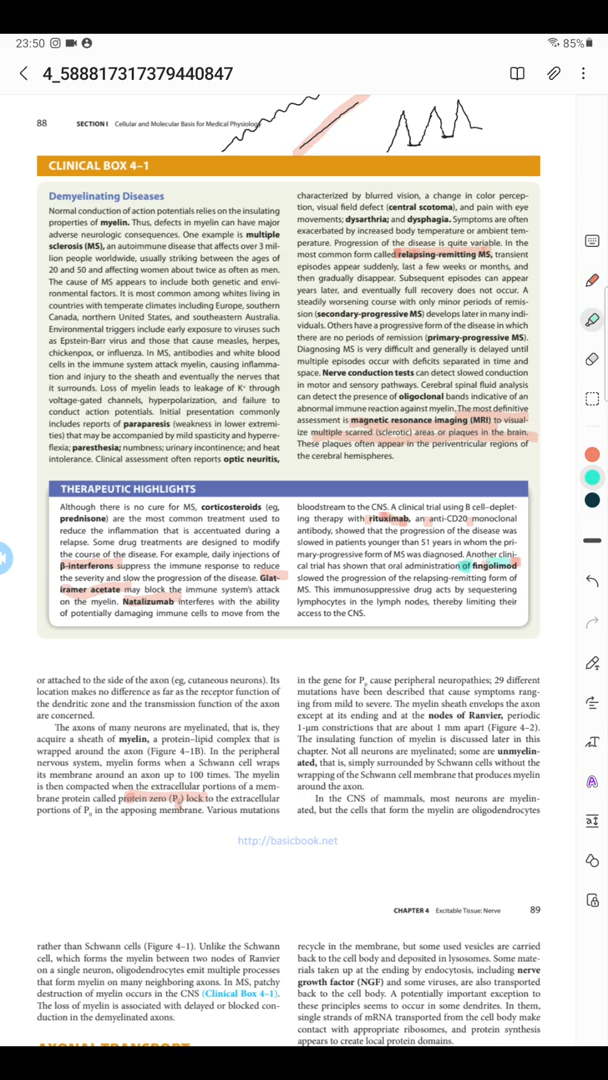 23:50
85%
4_588817317379440847
88 SECTION I Cellular and Molecular Basis for Medical Physiology
CLINICAL BOX 4–1
Demyelinating Diseases
Normal conduction of action potentials relies on the insulating
properties of myelin. Thus, defects in myelin can have major
adverse neurologic consequences. One example is multiple
sclerosis (MS), an autoimmune disease that affects over 3 mil-
lion people worldwide, usually striking between the ages of
20 and 50 and affecting women about twice as often as men.
The cause of MS appears to include both genetic and envi-
ronmental factors. It is most common among whites living in
countries with temperate climates including Europe, southern
Canada, northern United States, and southeastern Australia.
Environmental triggers include early exposure to viruses such
as Epstein-Barr virus and those that cause measles, herpes,
chickenpox, or influenza. In MS, antibodies and white blood
cells in the immune system attack myelin, causing inflamma-
tion and injury to the sheath and eventually the nerves that
it surrounds. Loss of myelin leads to leakage of K+ through
voltage-gated channels, hyperpolarization, and failure to
conduct action potentials. Initial presentation commonly
includes reports of paraparesis (weakness in lower extremi-
ties) that may be accompanied by mild spasticity and hyperre-
flexia; paresthesia; numbness; urinary incontinence; and heat
intolerance. Clinical assessment often reports optic neuritis,
characterized by blurred vision, a change in color percep-
tion, visual field defect (central scotoma), and pain with eye
movements; dysarthria; and dysphagia. Symptoms are often
exacerbated by increased body temperature or ambient tem-
perature. Progression of the disease is quite variable. In the
most common form called relapsing-remitting MS, transient
episodes appear suddenly, last a few weeks or months, and
then gradually disappear. Subsequent episodes can appear
years later, and eventually full recovery does not occur. A
steadily worsening course with only minor periods of remis-
sion (secondary-progressive MS) develops later in many indi-
viduals. Others have a progressive form of the disease in which
there are no periods of remission (primary-progressive MS).
Diagnosing MS is very difficult and generally is delayed until
multiple episodes occur with deficits separated in time and
space. Nerve conduction tests can detect slowed conduction
in motor and sensory pathways. Cerebral spinal fluid analysis
can detect the presence of oligoclonal bands indicative of an
abnormal immune reaction against myelin. The most definitive
assessment is magnetic resonance imaging (MRI) to visual-
ize multiple scarred (sclerotic) areas or plaques in the brain.
These plaques often appear in the periventricular regions of
the cerebral hemispheres.
THERAPEUTIC HIGHLIGHTS
Although there is no cure for MS, corticosteroids (eg,
prednisone) are the most common treatment used to
reduce the inflammation that is accentuated during a
relapse. Some drug treatments are designed to modify
the course of the disease. For example, daily injections of
β-interferons suppress the immune response to reduce
the severity and slow the progression of the disease. Glat-
iramer acetate may block the immune system's attack
on the myelin. Natalizumab interferes with the ability
of potentially damaging immune cells to move from the
bloodstream to the CNS. A clinical trial using B cell–deplet-
ing therapy with rituximab, an anti-CD20 monoclonal
antibody, showed that the progression of the disease was
slowed in patients younger than 51 years in whom the pri-
mary-progressive form of MS was diagnosed. Another clini-
cal trial has shown that oral administration of fingolimod
slowed the progression of the relapsing-remitting form of
MS. This immunosuppressive drug acts by sequestering
lymphocytes in the lymph nodes, thereby limiting their
access to the CNS.
or attached to the side of the axon (eg, cutaneous neurons). Its
location makes no difference as far as the receptor function of
the dendritic zone and the transmission function of the axon
are concerned.
The axons of many neurons are myelinated, that is, they
acquire a sheath of myelin, a protein–lipid complex that is
wrapped around the axon (Figure 4–1B). In the peripheral
nervous system, myelin forms when a Schwann cell wraps
its membrane around an axon up to 100 times. The myelin
is then compacted when the extracellular portions of a mem-
brane protein called protein zero (P0) lock to the extracellular
portions of P0 in the apposing membrane. Various mutations
in the gene for P0 cause peripheral neuropathies; 29 different
mutations have been described that cause symptoms rang-
ing from mild to severe. The myelin sheath envelops the axon
except at its ending and at the nodes of Ranvier, periodic
1-μm constrictions that are about 1 mm apart (Figure 4–2).
The insulating function of myelin is discussed later in this
chapter. Not all neurons are myelinated; some are unmyelin-
ated, that is, simply surrounded by Schwann cells without the
wrapping of the Schwann cell membrane that produces myelin
around the axon.
In the CNS of mammals, most neurons are myelin-
ated, but the cells that form the myelin are oligodendrocytes
http://basicbook.net
CHAPTER 4 Excitable Tissue: Nerve 89
rather than Schwann cells (Figure 4–1). Unlike the Schwann
cell, which forms the myelin between two nodes of Ranvier
on a single neuron, oligodendrocytes emit multiple processes
that form myelin on many neighboring axons. In MS, patchy
destruction of myelin occurs in the CNS (Clinical Box 4–1).
The loss of myelin is associated with delayed or blocked con-
duction in the demyelinated axons.
AXONAL TRANSPORT
recycle in the membrane, but some used vesicles are carried
back to the cell body and deposited in lysosomes. Some mate-
rials taken up at the ending by endocytosis, including nerve
growth factor (NGF) and some viruses, are also transported
back to the cell body. A potentially important exception to
these principles seems to occur in some dendrites. In them,
single strands of mRNA transported from the cell body make
contact with appropriate ribosomes, and protein synthesis
appears to create local protein domains.